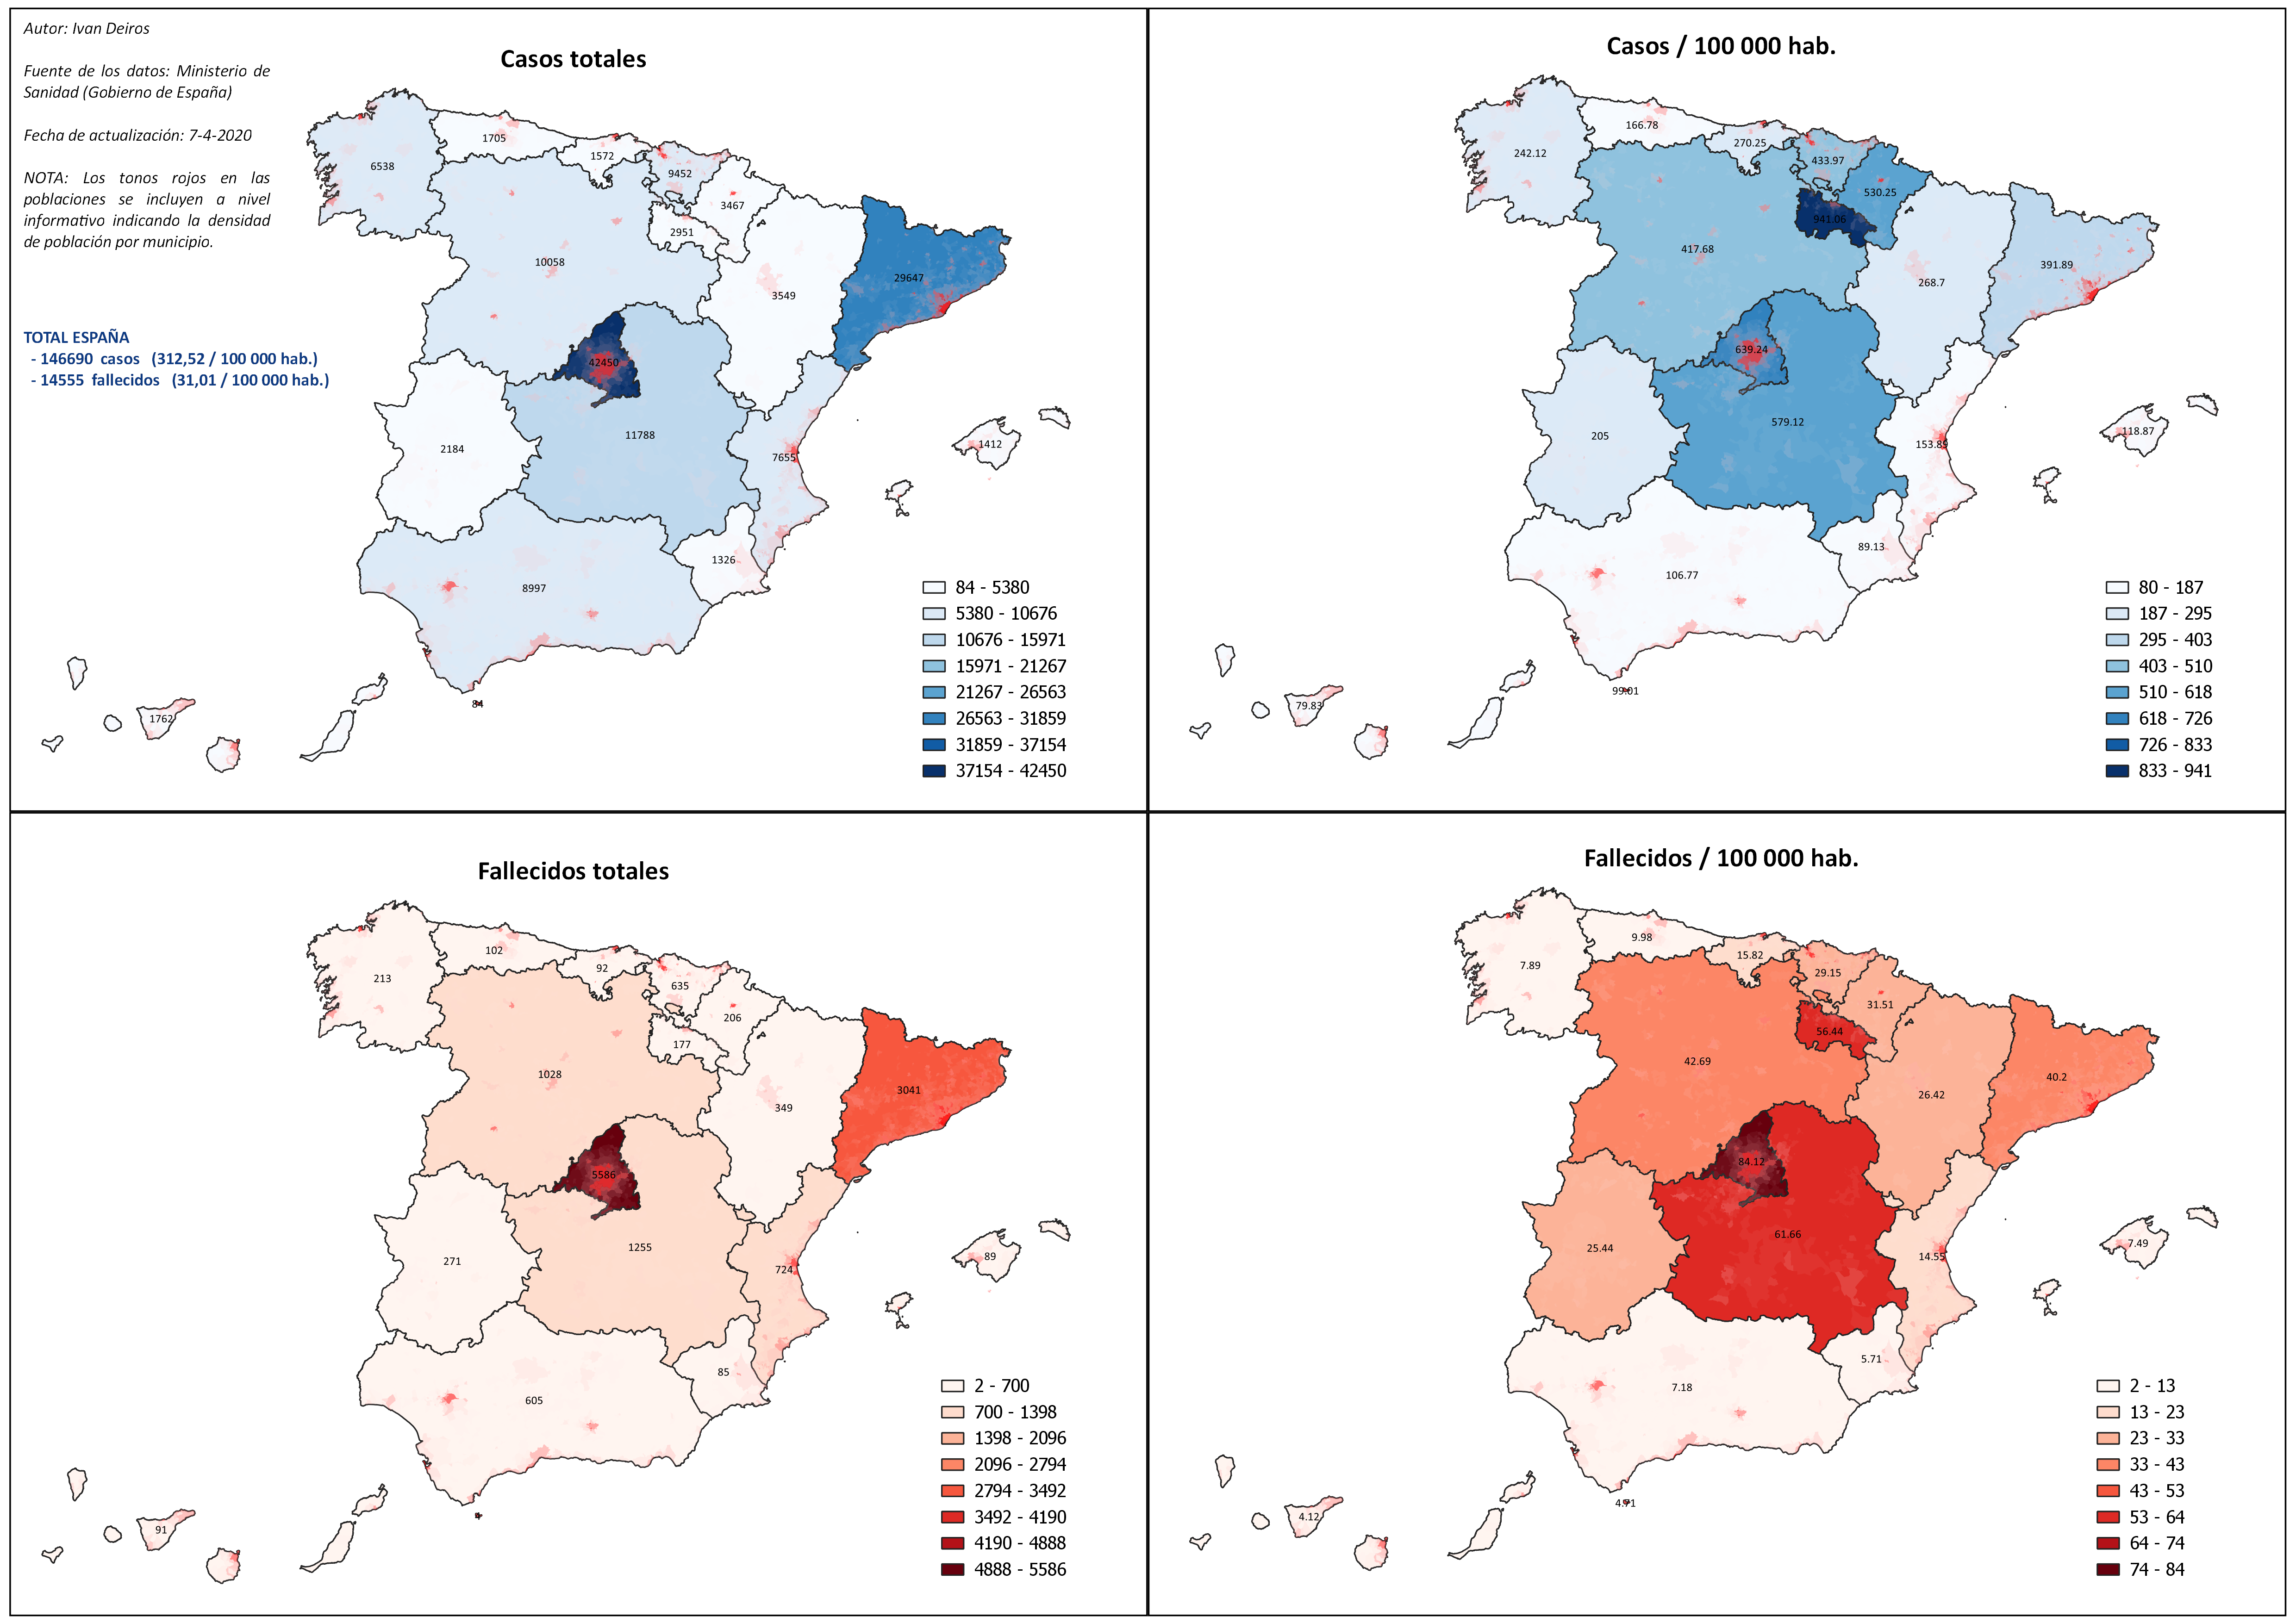 Autor: Ivan Deiros
Fuente de los datos: Ministerio de
Sanidad (Gobierno de España)
Fecha de actualización: 7-4-2020
NOTA: Los tonos rojos en las
poblaciones se incluyen a nivel
informativo indicando la densidad
de población por municipio.
TOTAL ESPAÑA
- 146690 casos (312,52 / 100 000 hab.)
- 14555 fallecidos (31,01 / 100 000 hab.)
Casos totales
6538
1705
1572
9452
3467
2951
10058
3549
29647
42450
11788
2184
7655
1412
1326
8997
84
1762
84 - 5380
5380 - 10676
10676 - 15971
15971 - 21267
21267 - 26563
26563 - 31859
31859 - 37154
37154 - 42450
Casos / 100 000 hab.
242.12
166.78
270.25
433.97
530.25
941.06
417.68
268.7
391.89
639.24
579.12
205
153.89
118.87
89.13
106.77
99.01
79.83
80 - 187
187 - 295
295 - 403
403 - 510
510 - 618
618 - 726
726 - 833
833 - 941
Fallecidos totales
213
102
92
635
206
177
1028
349
3041
5586
1255
271
724
89
85
605
91
2 - 700
700 - 1398
1398 - 2096
2096 - 2794
2794 - 3492
3492 - 4190
4190 - 4888
4888 - 5586
Fallecidos / 100 000 hab.
7.89
9.98
15.82
29.15
31.51
56.44
42.69
26.42
40.2
84.12
61.66
25.44
14.55
7.49
5.71
7.18
4.71
4.12
2 - 13
13 - 23
23 - 33
33 - 43
43 - 53
53 - 64
64 - 74
74 - 84